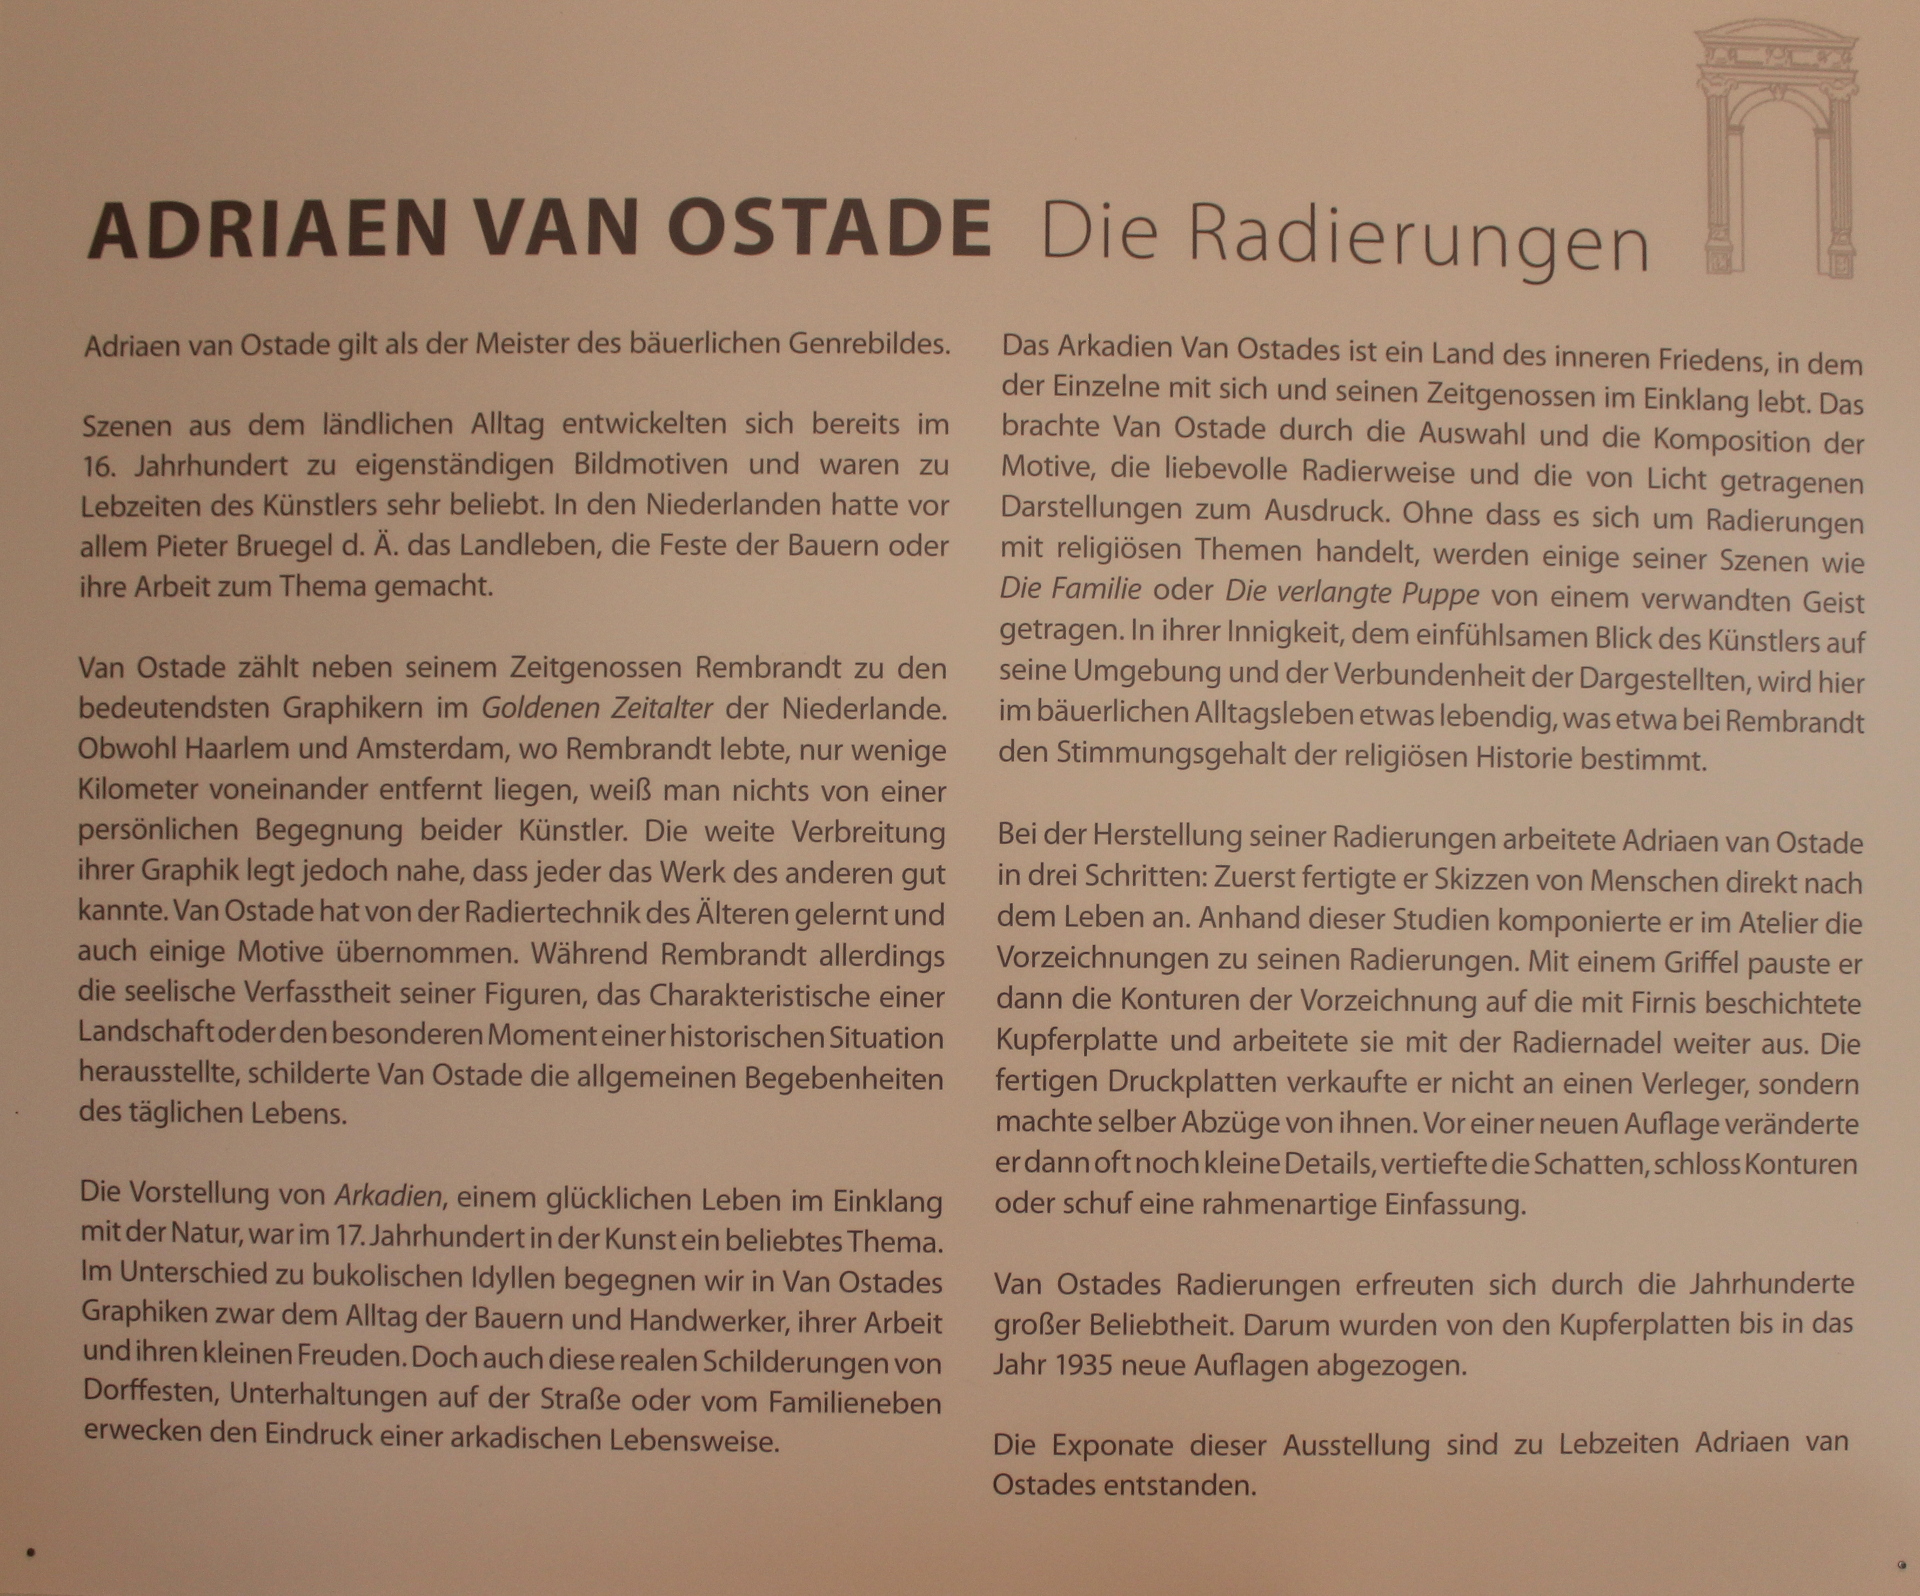 ADRIAEN VAN OSTADE Die Radierungen
Adriaen van Ostade gilt als der Meister des bäuerlichen Genrebildes.
Szenen aus dem ländlichen Alltag entwickelten sich bereits im
16. Jahrhundert zu eigenständigen Bildmotiven und waren zu
Lebzeiten des Künstlers sehr beliebt. In den Niederlanden hatte vor
allem Pieter Bruegel d. Ä. das Landleben, die Feste der Bauern oder
ihre Arbeit zum Thema gemacht.
Van Ostade zählt neben seinem Zeitgenossen Rembrandt zu den
bedeutendsten Graphikern im Goldenen Zeitalter der Niederlande.
Obwohl Haarlem und Amsterdam, wo Rembrandt lebte, nur wenige
Kilometer voneinander entfernt liegen, weiß man nichts von einer
persönlichen Begegnung beider Künstler. Die weite Verbreitung
ihrer Graphik legt jedoch nahe, dass jeder das Werk des anderen gut
kannte. Van Ostade hat von der Radiertechnik des Älteren gelernt und
auch einige Motive übernommen. Während Rembrandt allerdings
die seelische Verfasstheit seiner Figuren, das Charakteristische einer
Landschaft oder den besonderen Moment einer historischen Situation
herausstellte, schilderte Van Ostade die allgemeinen Begebenheiten
des täglichen Lebens.
Die Vorstellung von Arkadien, einem glücklichen Leben im Einklang
mit der Natur, war im 17. Jahrhundert in der Kunst ein beliebtes Thema.
Im Unterschied zu bukolischen Idyllen begegnen wir in Van Ostades
Graphiken zwar dem Alltag der Bauern und Handwerker, ihrer Arbeit
und ihren kleinen Freuden. Doch auch diese realen Schilderungen von
Dorffesten, Unterhaltungen auf der Straße oder vom Familieneben
erwecken den Eindruck einer arkadischen Lebensweise.
Das Arkadien Van Ostades ist ein Land des inneren Friedens, in dem
der Einzelne mit sich und seinen Zeitgenossen im Einklang lebt. Das
brachte Van Ostade durch die Auswahl und die Komposition der
Motive, die liebevolle Radierweise und die von Licht getragenen
Darstellungen zum Ausdruck. Ohne dass es sich um Radierungen
mit religiösen Themen handelt, werden einige seiner Szenen wie
Die Familie oder Die verlangte Puppe von einem verwandten Geist
getragen. In ihrer Innigkeit, dem einfühlsamen Blick des Künstlers auf
seine Umgebung und der Verbundenheit der Dargestellten, wird hier
im bäuerlichen Alltagsleben etwas lebendig, was etwa bei Rembrandt
den Stimmungsgehalt der religiösen Historie bestimmt.
Bei der Herstellung seiner Radierungen arbeitete Adriaen van Ostade
in drei Schritten: Zuerst fertigte er Skizzen von Menschen direkt nach
dem Leben an. Anhand dieser Studien komponierte er im Atelier die
Vorzeichnungen zu seinen Radierungen. Mit einem Griffel pauste er
dann die Konturen der Vorzeichnung auf die mit Firnis beschichtete
Kupferplatte und arbeitete sie mit der Radiernadel weiter aus. Die
fertigen Druckplatten verkaufte er nicht an einen Verleger, sondern
machte selber Abzüge von ihnen. Vor einer neuen Auflage veränderte
er dann oft noch kleine Details, vertiefte die Schatten, schloss Konturen
oder schuf eine rahmenartige Einfassung.
Van Ostades Radierungen erfreuten sich durch die Jahrhunderte
großer Beliebtheit. Darum wurden von den Kupferplatten bis in das
Jahr 1935 neue Auflagen abgezogen.
Die Exponate dieser Ausstellung sind zu Lebzeiten Adriaen van
Ostades entstanden.